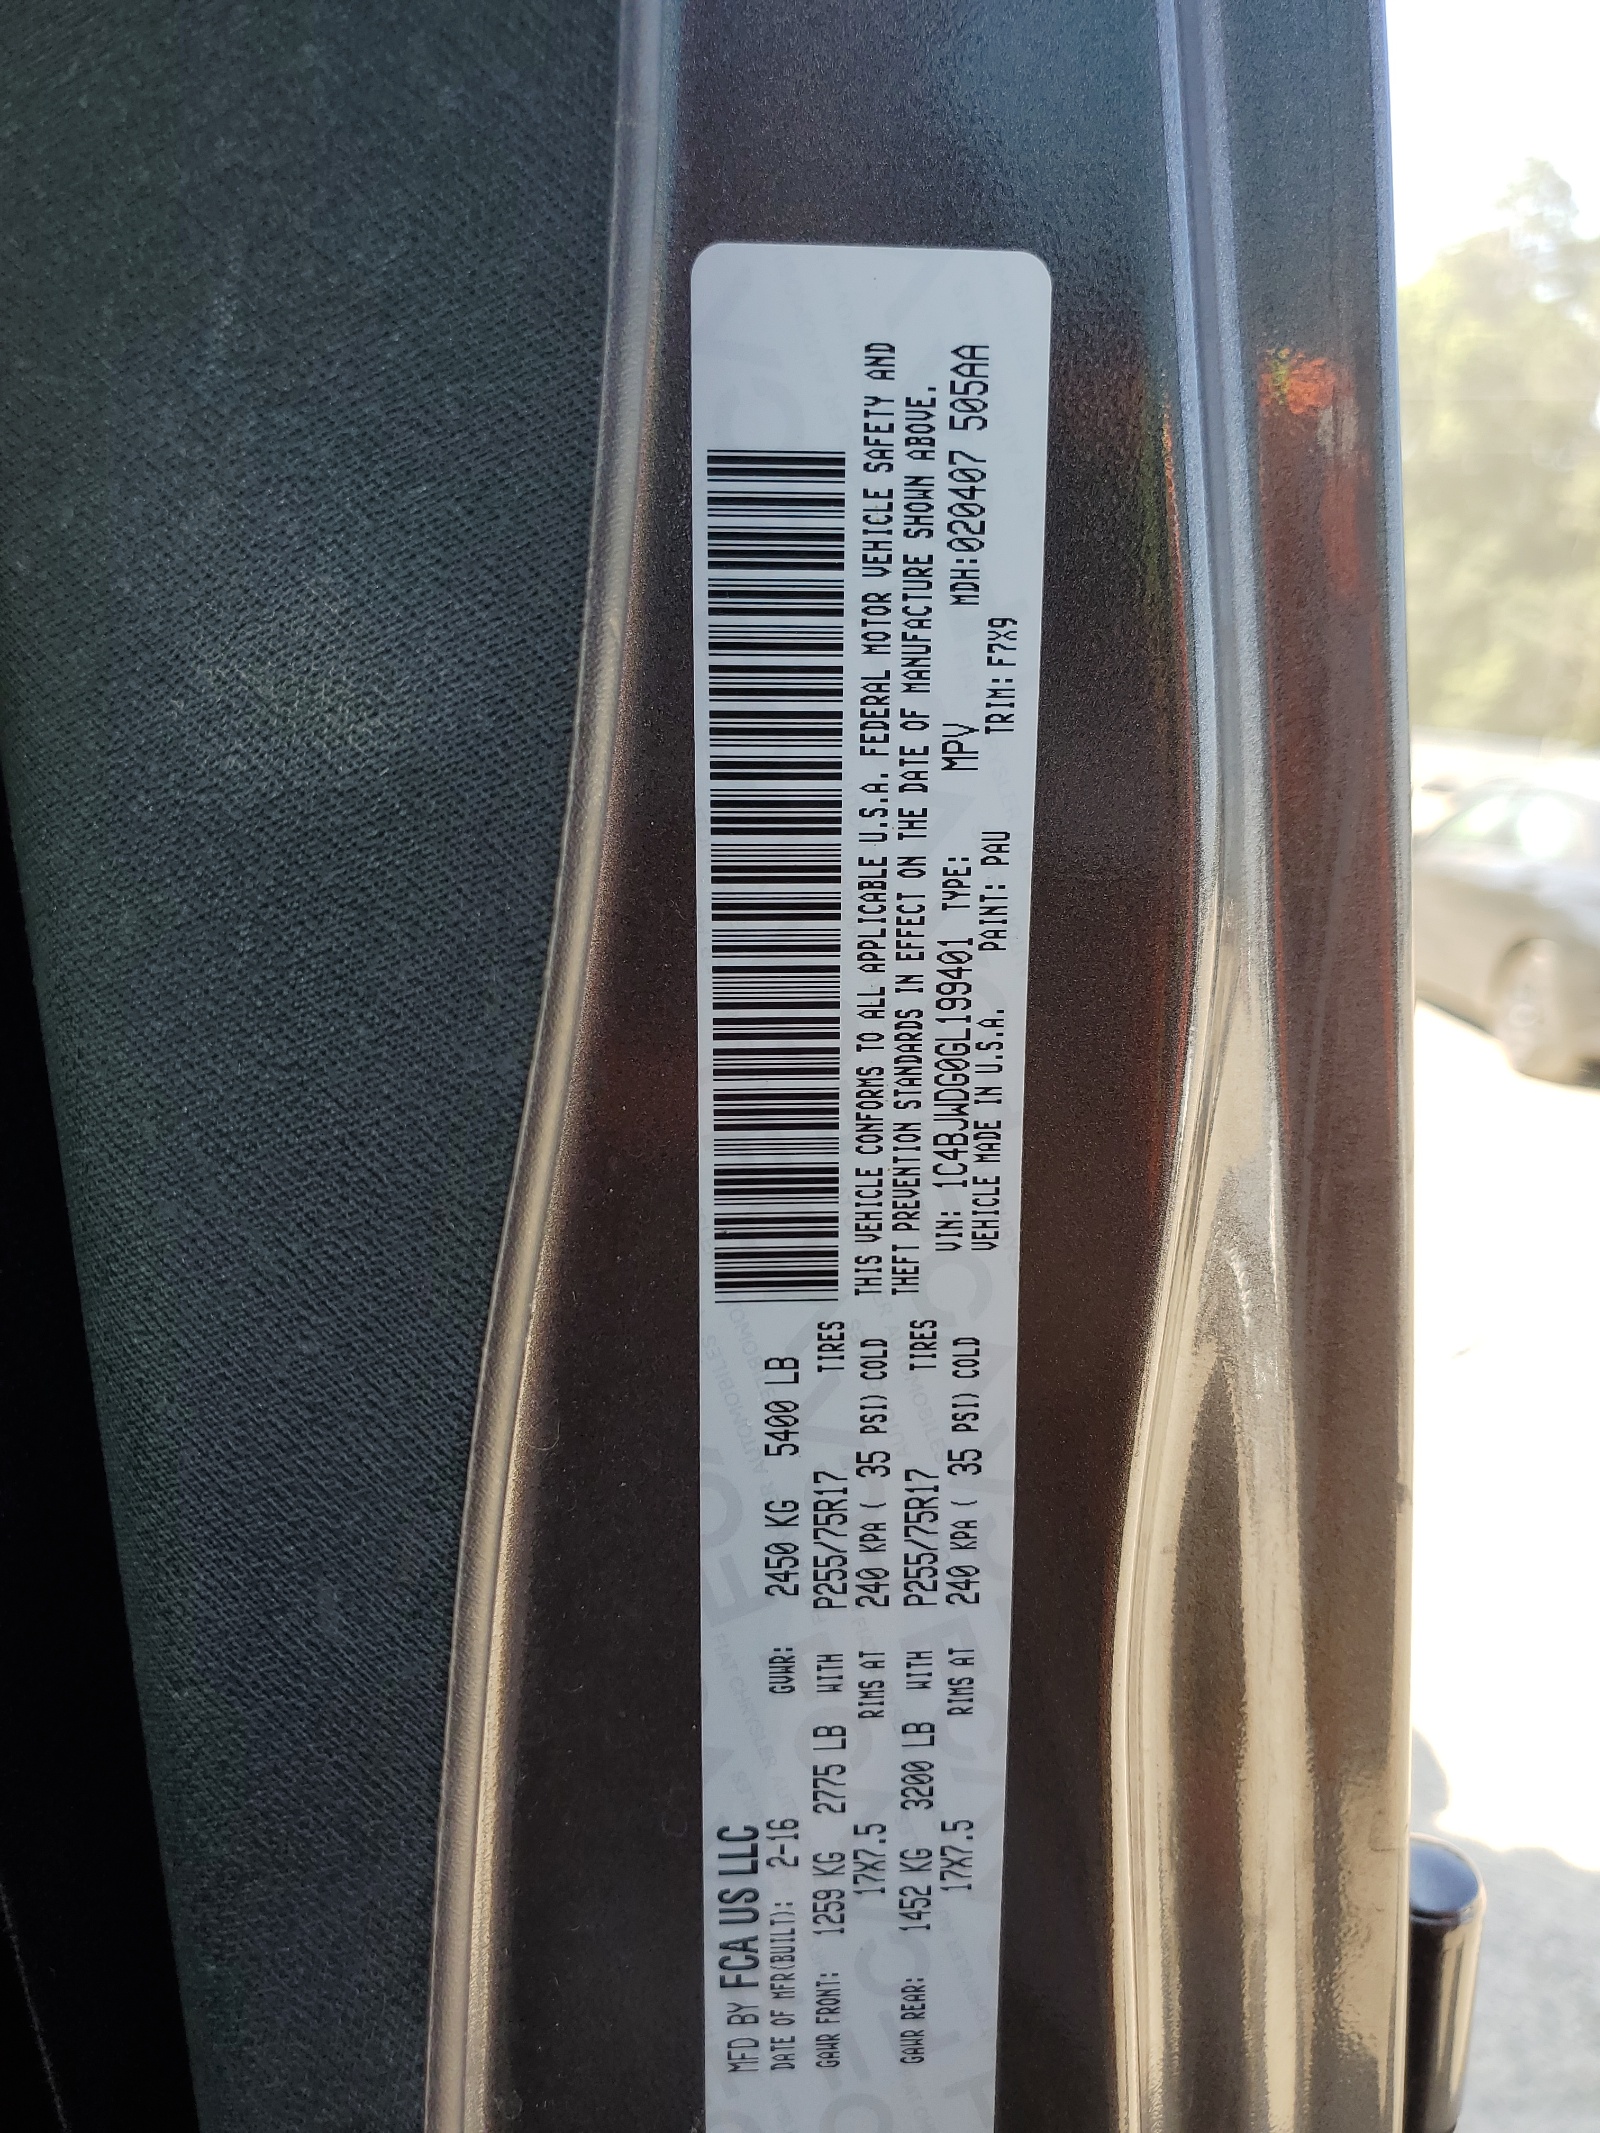 MFD BY FCA US LLC
DATE OF MFR(BUILT): 2-16 GVWR: 2450 KG 5400 LB
GAWR FRONT: 1259 KG 2775 LB WITH P255/75R17 TIRES
17X7.5 RIMS AT 240 KPA ( 35 PSI) COLD
GAWR REAR: 1452 KG 3200 LB WITH P255/75R17 TIRES
17X7.5 RIMS AT 240 KPA ( 35 PSI) COLD
THIS VEHICLE CONFORMS TO ALL APPLICABLE U.S.A. FEDERAL MOTOR VEHICLE SAFETY AND
THEFT PREVENTION STANDARDS IN EFFECT ON THE DATE OF MANUFACTURE SHOWN ABOVE.
VIN: 1C4BJWDG0GL199401 TYPE: MPV MDH:020407 505AA
VEHICLE MADE IN U.S.A. PAINT: PAU TRIM: F7X9